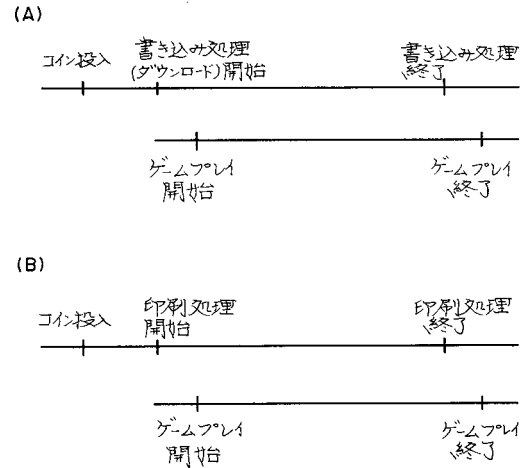 (A)
コイン投入
書き込み処理
(ダウンロード)開始
書き込み処理
終了
ゲームプレイ
開始
ゲームプレイ
終了
(B)
コイン投入
印刷処理
開始
印刷処理
終了
ゲームプレイ
開始
ゲームプレイ
終了